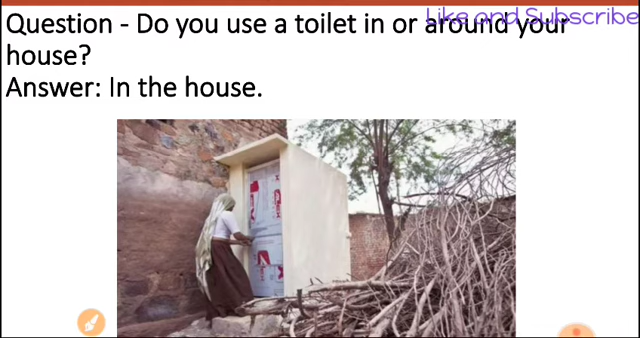 Like and Subscribe
Question - Do you use a toilet in or around your
house?
Answer: In the house.